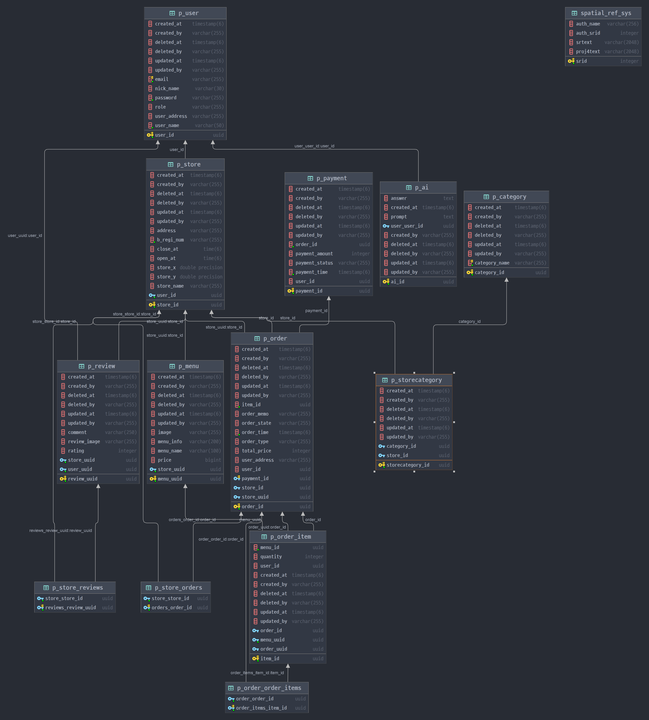 p_user
created_at timestamp(6)
created_by varchar(255)
deleted_at timestamp(6)
deleted_by varchar(255)
updated_at timestamp(6)
updated_by varchar(255)
email varchar(255)
nick_name
password varchar(255)
role varchar(255)
user_address varchar(255)
user_name
user_id uuid
spatial_ref_sys
auth_name varchar(256)
auth_srid integer
srtext varchar(2048)
proj4text varchar(2048)
srid integer
user_id
user_user_id:user_id
user_uuid:user_id
p_store
created_at timestamp(6)
created_by varchar(255)
deleted_at timestamp(6)
deleted_by varchar(255)
updated_at timestamp(6)
updated_by varchar(255)
address varchar(255)
b_regi_num varchar(255)
close_at time(6)
open_at time(6)
store_x double precision
store_y double precision
store_name varchar(255)
user_id uuid
store_id uuid
p_payment
created_at timestamp(6)
created_by varchar(255)
deleted_at timestamp(6)
deleted_by varchar(255)
updated_at timestamp(6)
updated_by varchar(255)
order_id uuid
payment_amount integer
payment_status varchar(255)
payment_time timestamp(6)
user_id uuid
payment_id uuid
p_ai
answer text
created_at timestamp(6)
prompt text
user_user_id uuid
created_by varchar(255)
deleted_at timestamp(6)
deleted_by varchar(255)
updated_at timestamp(6)
updated_by varchar(255)
ai_id uuid
p_category
created_at timestamp(6)
created_by varchar(255)
deleted_at timestamp(6)
deleted_by varchar(255)
updated_at timestamp(6)
updated_by varchar(255)
category_name varchar(255)
category_id uuid
payment_id
category_id
store_store_id:store_id
store_id
store_uuid:store_id
store_uuid:store_id
p_review
created_at timestamp(6)
created_by varchar(255)
deleted_at timestamp(6)
deleted_by varchar(255)
updated_at timestamp(6)
updated_by varchar(255)
comment
review_image varchar(255)
rating integer
store_uuid uuid
user_uuid uuid
review_uuid uuid
p_menu
created_at timestamp(6)
created_by varchar(255)
deleted_at timestamp(6)
deleted_by varchar(255)
updated_at timestamp(6)
updated_by varchar(255)
image varchar(255)
menu_info
menu_name
price bigint
store_uuid uuid
menu_uuid uuid
p_order
created_at timestamp(6)
created_by varchar(255)
deleted_at timestamp(6)
deleted_by varchar(255)
updated_at timestamp(6)
updated_by varchar(255)
item_id uuid
order_memo varchar(255)
order_state varchar(255)
order_time timestamp(6)
order_type varchar(255)
total_price integer
user_address varchar(255)
user_id uuid
payment_id uuid
store_id uuid
store_uuid uuid
order_id uuid
p_storecategory
created_at timestamp(6)
created_by varchar(255)
deleted_at timestamp(6)
deleted_by varchar(255)
updated_at timestamp(6)
updated_by varchar(255)
category_id uuid
store_id uuid
storecategory_id uuid
orders_order_id:order_id
order_id
order_uuid:order_id
reviews_review_uuid:review_uuid
order_order_id:order_id
p_order_item
menu_id uuid
quantity integer
user_id uuid
created_at timestamp(6)
created_by varchar(255)
deleted_at timestamp(6)
deleted_by varchar(255)
updated_at timestamp(6)
updated_by varchar(255)
order_id uuid
menu_uuid uuid
order_uuid uuid
item_id uuid
p_store_reviews
store_store_id uuid
reviews_review_uuid uuid
p_store_orders
store_store_id uuid
orders_order_id uuid
order_items_item_id:item_id
p_order_order_items
order_order_id uuid
order_items_item_id uuid